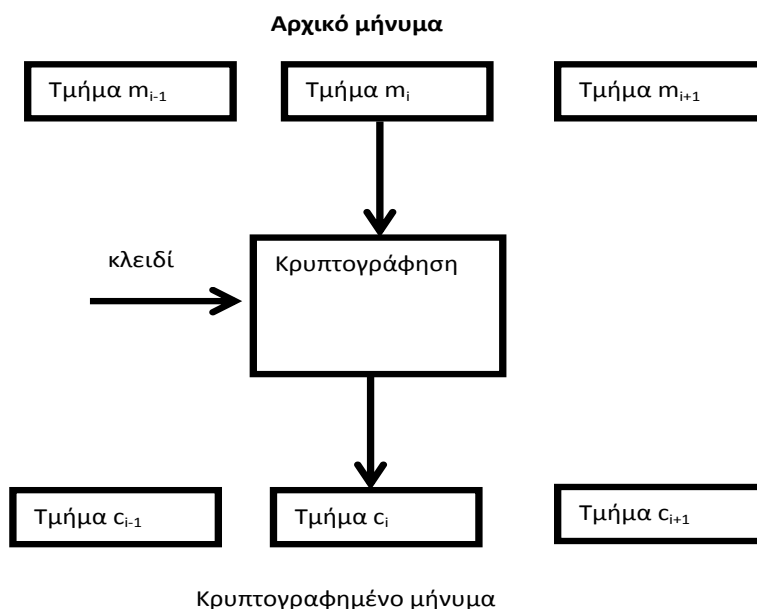 Αρχικό μήνυμα
Τμήμα mi-1 Τμήμα mi Τμήμα mi+1
κλειδί
Κρυπτογράφηση
Τμήμα ci-1 Τμήμα ci Τμήμα ci+1
Κρυπτογραφημένο μήνυμα